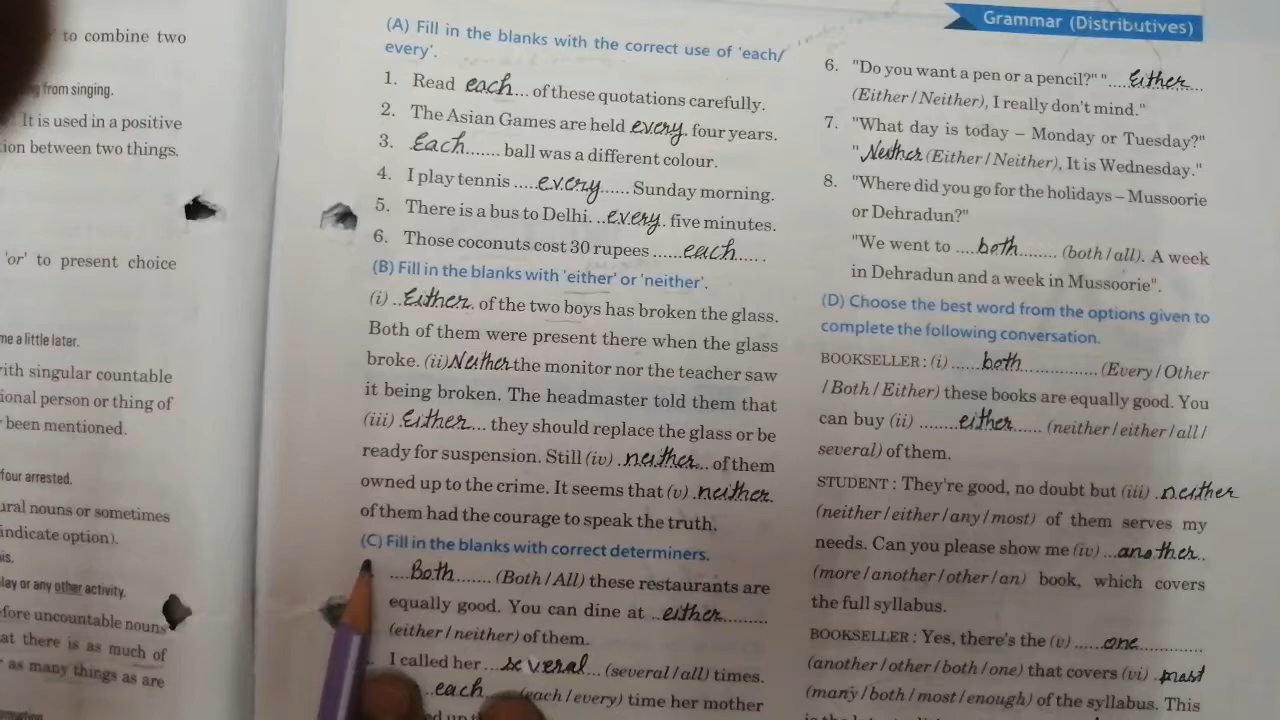 to combine two
from singing.
It is used in a positive
ion between two things.
'or' to present choice
me a little later.
ith singular countable
ional person or thing of
been mentioned.
four arrested.
ural nouns or sometimes
indicate option).
lay or any other activity.
fore uncountable nouns
at there is as much of
as many things as are
(A) Fill in the blanks with the correct use of 'each/
every'.
1. Read each... of these quotations carefully.
2. The Asian Games are held every. four years.
3. Each....... ball was a different colour.
4. I play tennis .....every...... Sunday morning.
5. There is a bus to Delhi. ..every. five minutes.
6. Those coconuts cost 30 rupees ......each......
(B) Fill in the blanks with 'either' or 'neither'.
(i) ..Either. of the two boys has broken the glass.
Both of them were present there when the glass
broke. (ii) Neither the monitor nor the teacher saw
it being broken. The headmaster told them that
(iii) Either... they should replace the glass or be
ready for suspension. Still (iv) .neither.. of them
owned up to the crime. It seems that (v) .neither.
of them had the courage to speak the truth.
(C) Fill in the blanks with correct determiners.
....Both....... (Both / All) these restaurants are
equally good. You can dine at ..either.........
(either / neither) of them.
I called her ...several... (several / all) times.
..each (each / every) time her mother
Grammar (Distributives)
6. "Do you want a pen or a pencil?" "....Either...
(Either / Neither), I really don't mind."
7. "What day is today – Monday or Tuesday?"
"Neither (Either / Neither), It is Wednesday."
8. "Where did you go for the holidays – Mussoorie
or Dehradun?"
"We went to ....both........ (both / all). A week
in Dehradun and a week in Mussoorie".
(D) Choose the best word from the options given to
complete the following conversation.
BOOKSELLER : (i) ......both................ (Every / Other
/ Both / Either) these books are equally good. You
can buy (ii) ........either...... (neither / either / all /
several) of them.
STUDENT : They're good, no doubt but (iii) .neither
(neither / either / any / most) of them serves my
needs. Can you please show me (iv) ...another..
(more / another / other / an) book, which covers
the full syllabus.
BOOKSELLER : Yes, there's the (v) .....one.............
(another / other / both / one) that covers (vi) .most
(many / both / most / enough) of the syllabus. This